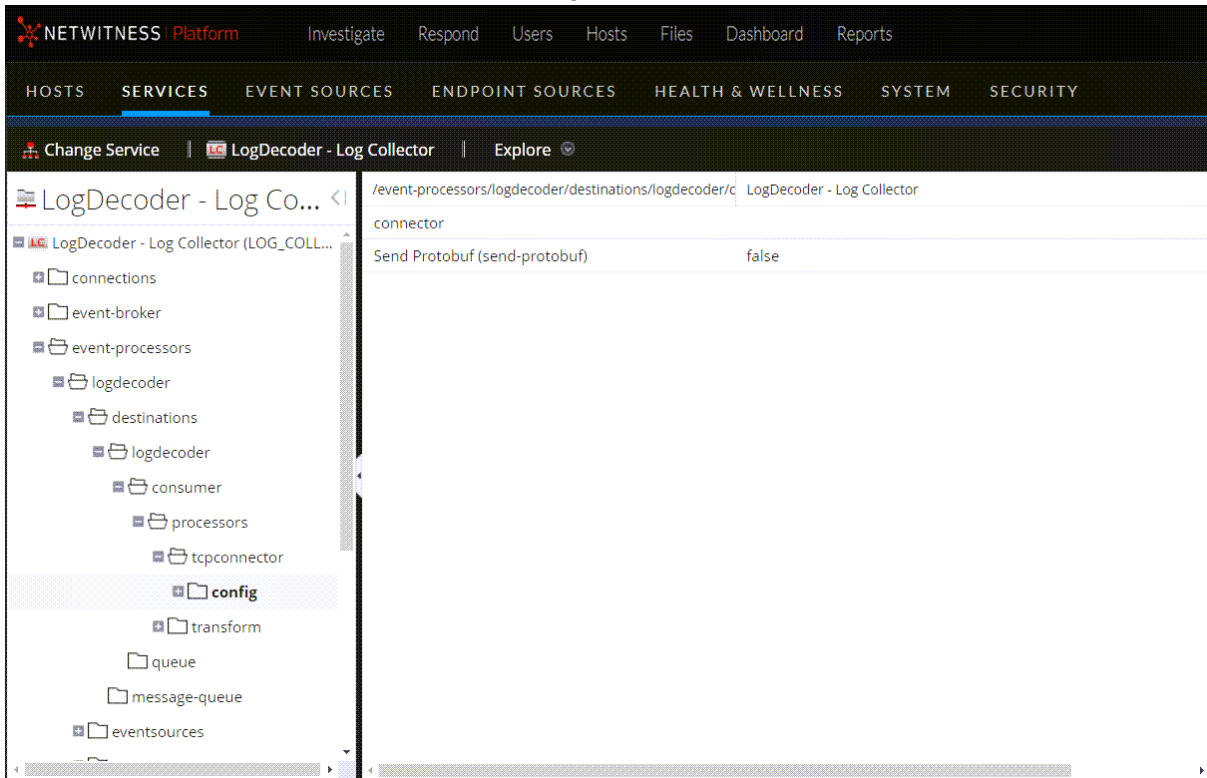 NETWITNESS Platform Investigate Respond Users Hosts Files Dashboard Reports
HOSTS SERVICES EVENT SOURCES ENDPOINT SOURCES HEALTH & WELLNESS SYSTEM SECURITY
Change Service LC LogDecoder - Log Collector Explore
LogDecoder - Log Co...
LC LogDecoder - Log Collector (LOG_COLL...
connections
event-broker
event-processors
logdecoder
destinations
logdecoder
consumer
processors
tcpconnector
config
transform
queue
message-queue
eventsources
/event-processors/logdecoder/destinations/logdecoder/c LogDecoder - Log Collector
connector
Send Protobuf (send-protobuf) false